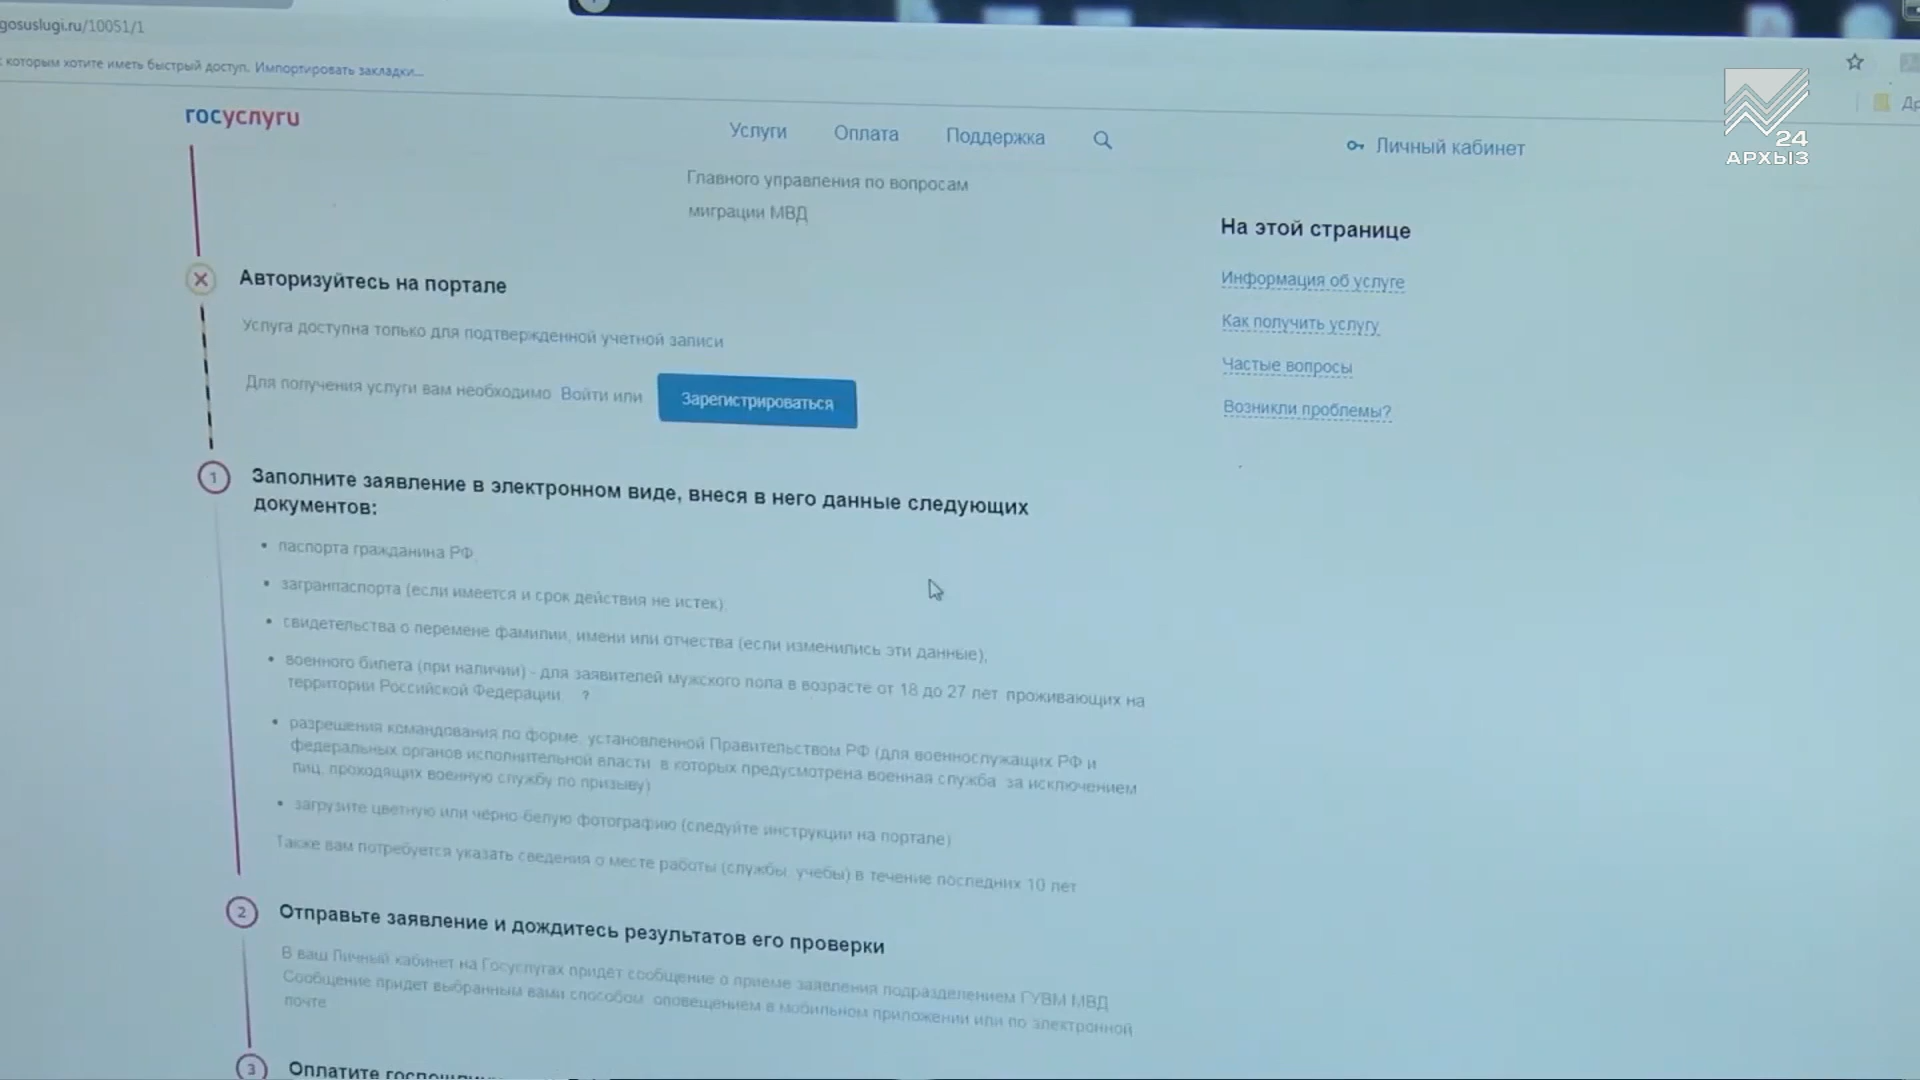 gosuslugi.ru/10051/1
которым хотите иметь быстрый доступ. Импортировать закладки...
госуслуги
Услуги
Оплата
Поддержка
Личный кабинет
24
АРХЫЗ
Главного управления по вопросам
миграции МВД
На этой странице
Информация об услуге
Как получить услугу
Частые вопросы
Возникли проблемы?
Авторизуйтесь на портале
Услуга доступна только для подтвержденной учетной записи
Для получения услуги вам необходимо Войти или
Зарегистрироваться
1
Заполните заявление в электронном виде, внеся в него данные следующих
документов:
• паспорта гражданина РФ,
• загранпаспорта (если имеется и срок действия не истек),
• свидетельства о перемене фамилии, имени или отчества (если изменились эти данные),
• военного билета (при наличии) - для заявителей мужского пола в возрасте от 18 до 27 лет, проживающих на
территории Российской Федерации. ?
• разрешения командования по форме, установленной Правительством РФ (для военнослужащих РФ и
федеральных органов исполнительной власти, в которых предусмотрена военная служба, за исключением
лиц, проходящих военную службу по призыву)
• загрузите цветную или черно-белую фотографию (следуйте инструкции на портале)
Также вам потребуется указать сведения о месте работы (службы, учебы) в течение последних 10 лет
2
Отправьте заявление и дождитесь результатов его проверки
В ваш Личный кабинет на Госуслугах придет сообщение о приеме заявления подразделением ГУВМ МВД
Сообщение придет выбранным вами способом: оповещением в мобильном приложении или по электронной
почте
3
Оплатите